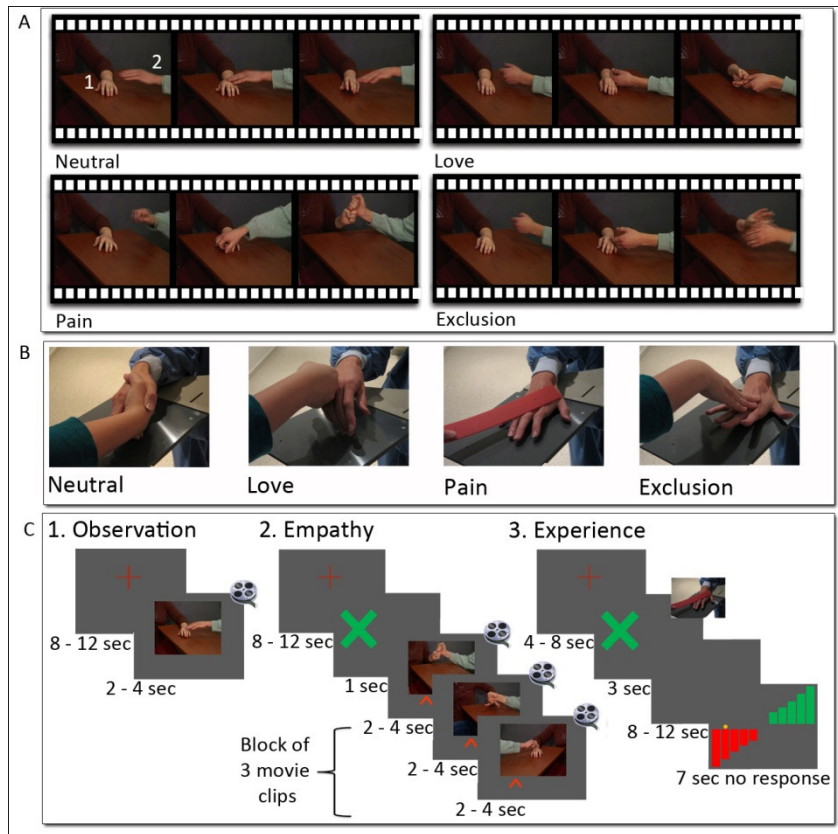 A
1
2
Neutral
Love
Pain
Exclusion
B
Neutral
Love
Pain
Exclusion
C
1. Observation
2. Empathy
3. Experience
8 - 12 sec
2 - 4 sec
8 - 12 sec
1 sec
2 - 4 sec
2 - 4 sec
2 - 4 sec
Block of
3 movie
clips
4 - 8 sec
3 sec
8 - 12 sec
7 sec no response